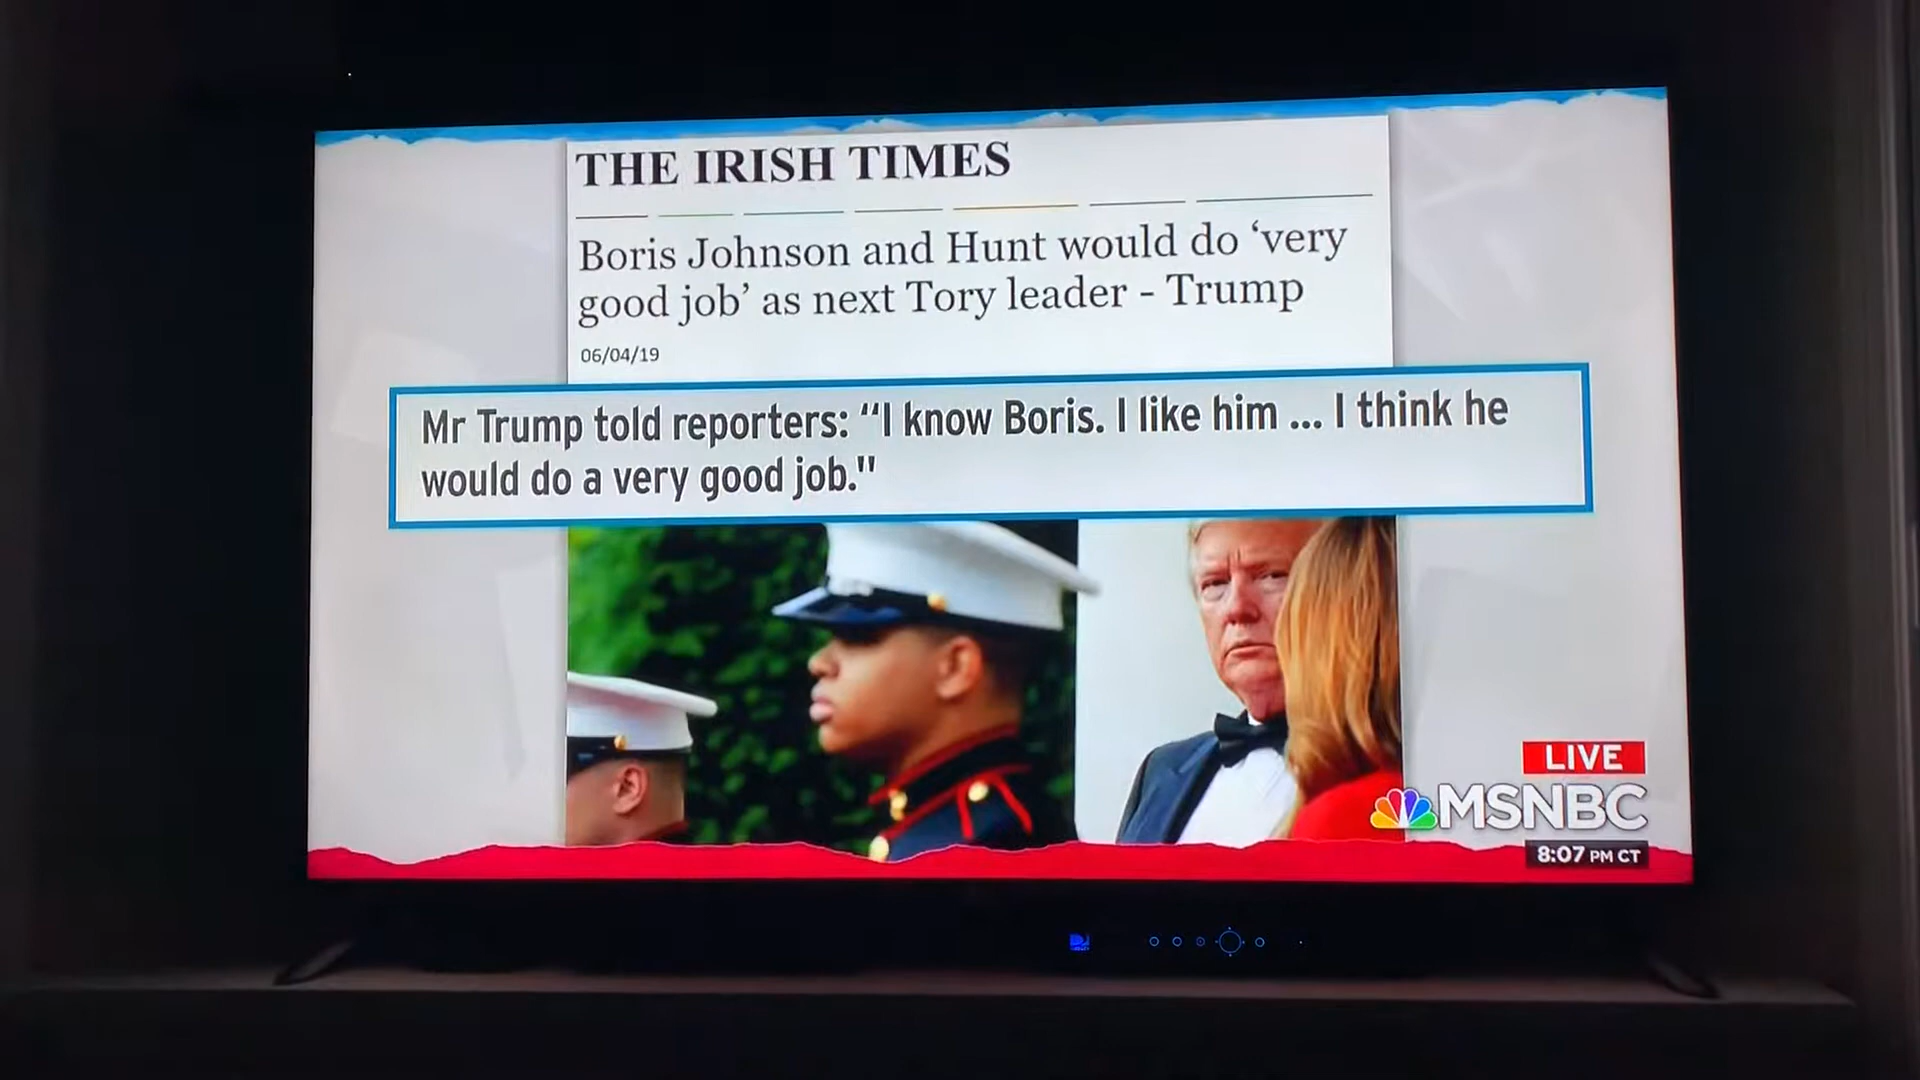 THE IRISH TIMES
Boris Johnson and Hunt would do ‘very
good job’ as next Tory leader - Trump
06/04/19
Mr Trump told reporters: “I know Boris. I like him ... I think he
would do a very good job."
LIVE
MSNBC
8:07 PM CT